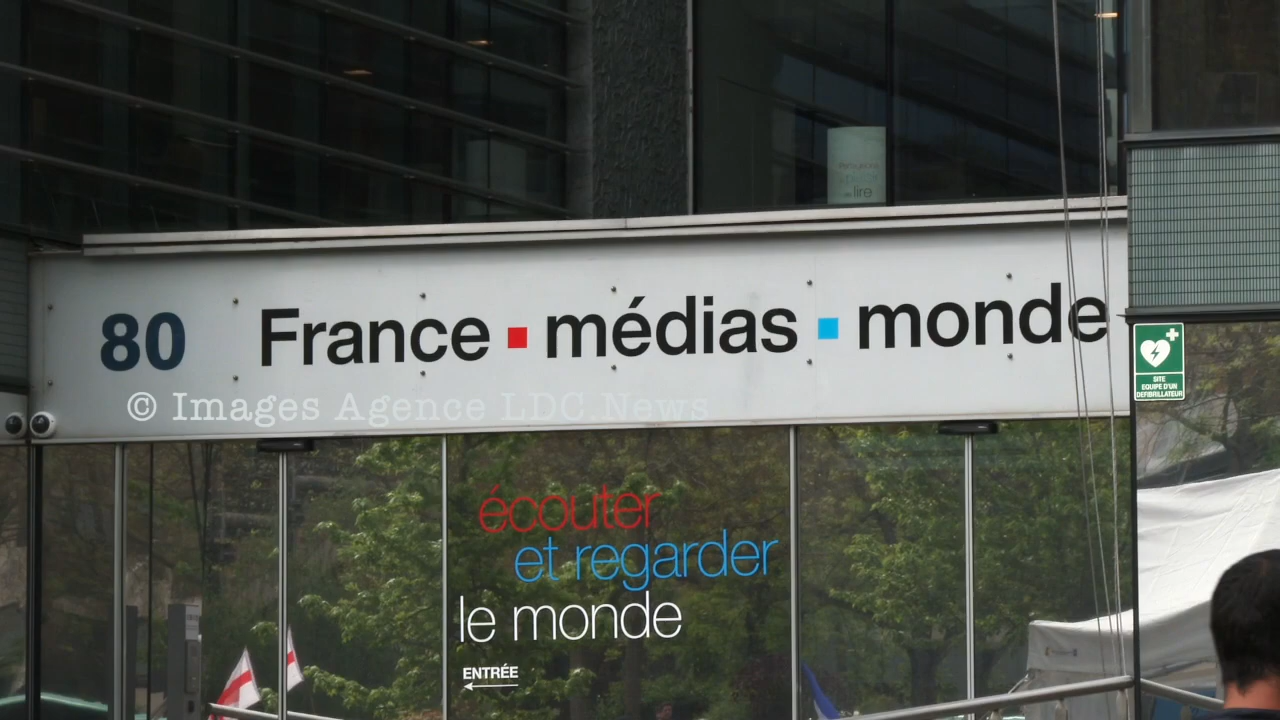 lire
80 France médias monde
© Images Agence LDC News
SITE
EQUIPE D'UN
DEFIBRILLATEUR
écouter
et regarder
le monde
ENTRÉE